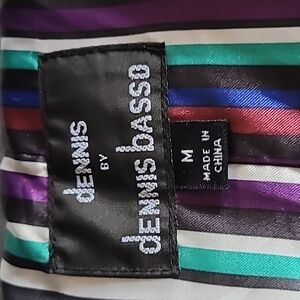 dENNIS
BY
dENNIS bASSO
M
MADE IN
CHINA